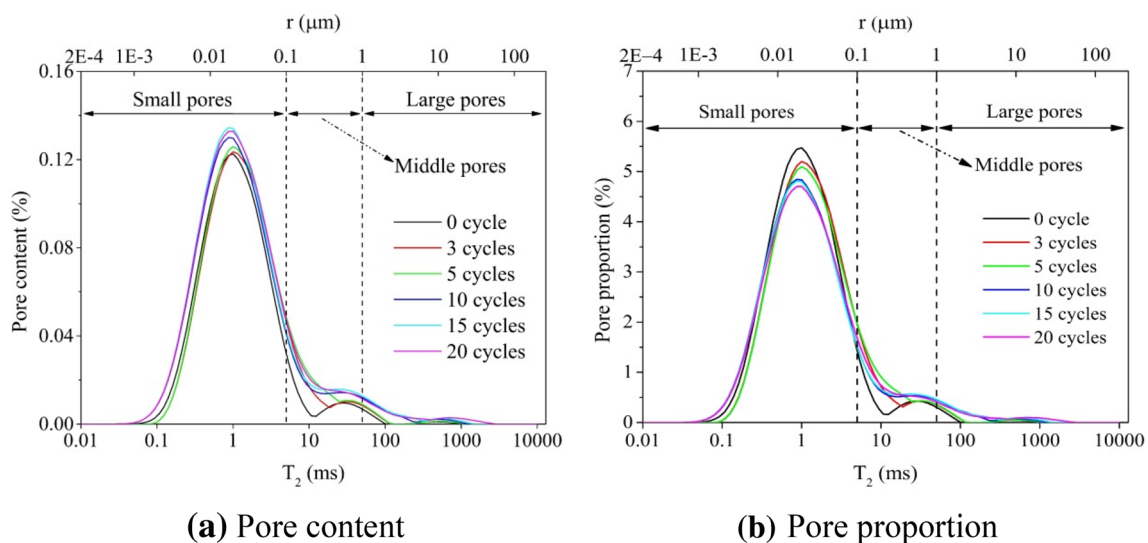 r (μm)
2E-4 1E-3 0.01 0.1 1 10 100
0.16
0.12
0.08
0.04
0.00
Pore content (%)
Small pores
Large pores
Middle pores
0 cycle
3 cycles
5 cycles
10 cycles
15 cycles
20 cycles
0.01 0.1 1 10 100 1000 10000
T2 (ms)
(a) Pore content
r (μm)
2E−4 1E-3 0.01 0.1 1 10 100
7
6
5
4
3
2
1
0
Pore proportion (%)
Small pores
Large pores
Middle pores
0 cycle
3 cycles
5 cycles
10 cycles
15 cycles
20 cycles
0.01 0.1 1 10 100 1000 10000
T2 (ms)
(b) Pore proportion